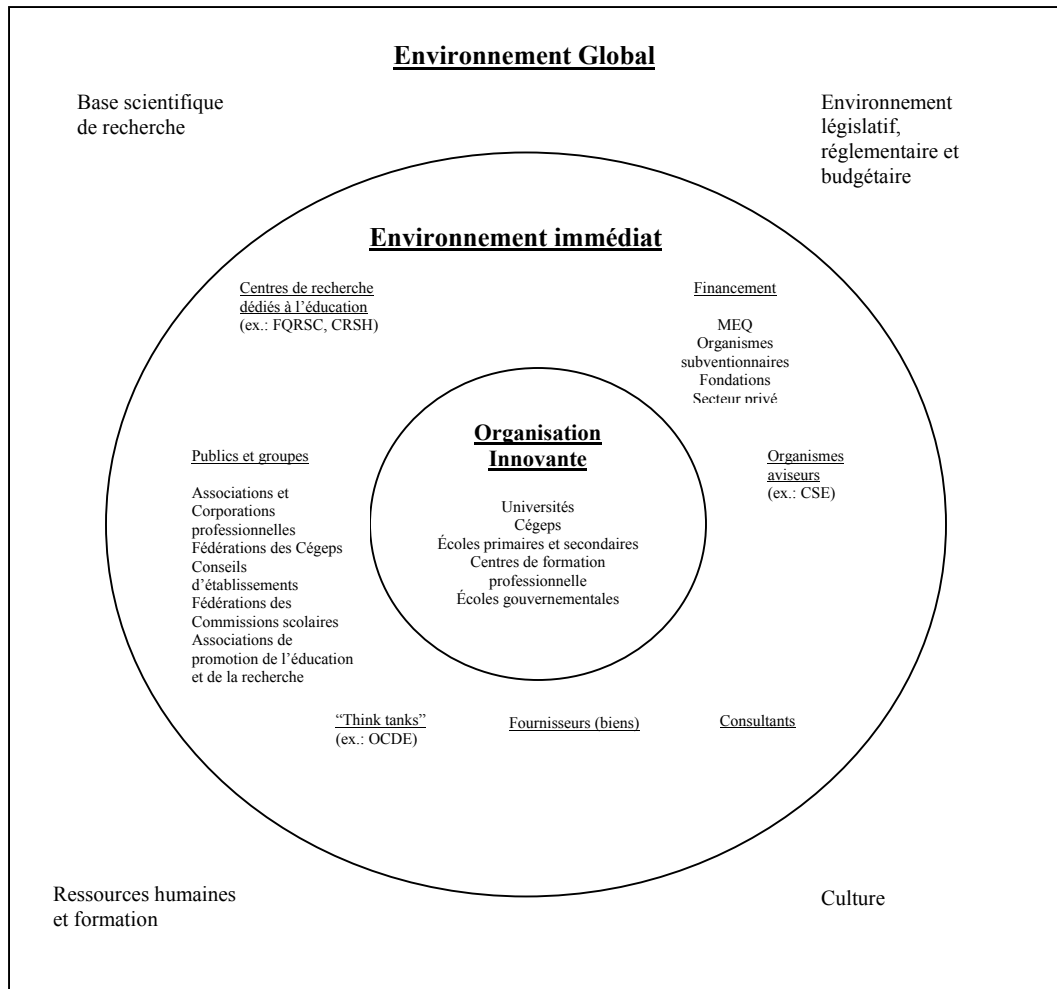 Environnement Global
Base scientifique
de recherche
Environnement
législatif,
réglementaire et
budgétaire
Environnement immédiat
Centres de recherche
dédiés à l’éducation
(ex.: FQRSC, CRSH)
Financement
MEQ
Organismes
subventionnaires
Fondations
Secteur privé
Organisation
Innovante
Universités
Cégeps
Écoles primaires et secondaires
Centres de formation
professionnelle
Écoles gouvernementales
Publics et groupes
Associations et
Corporations
professionnelles
Fédérations des Cégeps
Conseils
d’établissements
Fédérations des
Commissions scolaires
Associations de
promotion de l’éducation
et de la recherche
Organismes
aviseurs
(ex.: CSE)
“Think tanks”
(ex.: OCDE)
Fournisseurs (biens)
Consultants
Ressources humaines
et formation
Culture